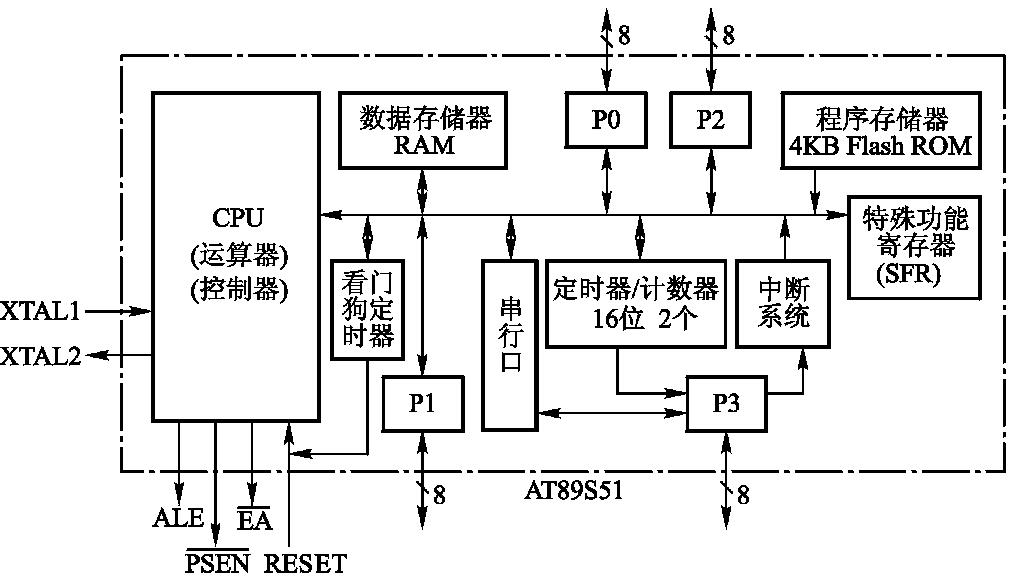 8
8
数据存储器
RAM
P0
P2
程序存储器
4KB Flash ROM
CPU
(运算器)
(控制器)
特殊功能
寄存器
(SFR)
看门
狗定
时器
串
行
口
定时器/计数器
16位 2个
中断
系统
XTAL1
XTAL2
P1
P3
8
AT89S51
8
ALE
EA
PSEN
RESET